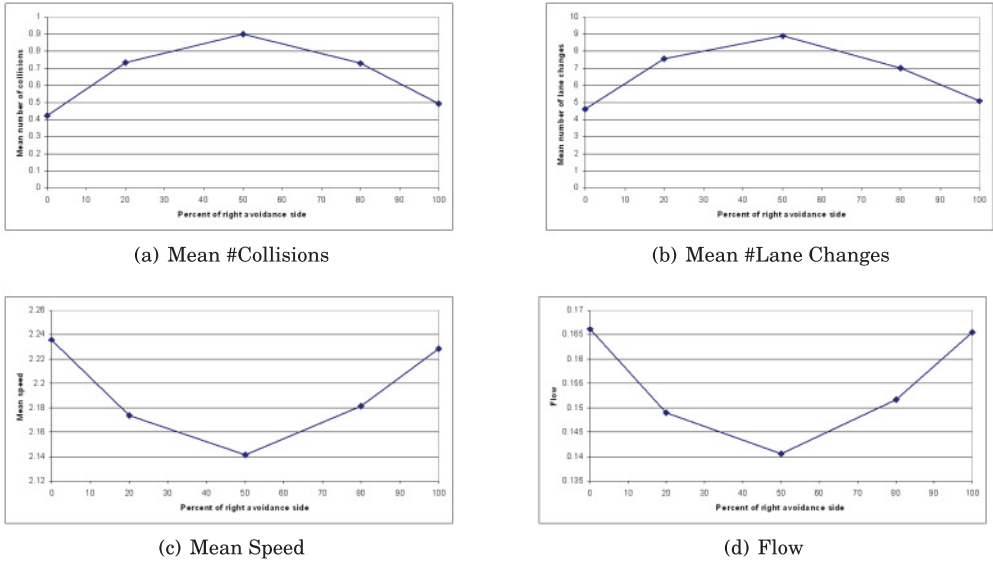 1
0.9
0.8
0.7
0.6
0.5
0.4
0.3
0.2
0.1
0
Mean number of collisions
0 10 20 30 40 50 60 70 80 90 100
Percent of right avoidance side
(a) Mean #Collisions
10
9
8
7
6
5
4
3
2
1
0
Mean number of lane changes
0 10 20 30 40 50 60 70 80 90 100
Percent of right avoidance side
(b) Mean #Lane Changes
2.26
2.24
2.22
2.2
2.18
2.16
2.14
2.12
Mean speed
0 10 20 30 40 50 60 70 80 90 100
Percent of right avoidance side
(c) Mean Speed
0.17
0.165
0.16
0.155
0.15
0.145
0.14
0.135
Flow
0 10 20 30 40 50 60 70 80 90 100
Percent of right avoidance side
(d) Flow